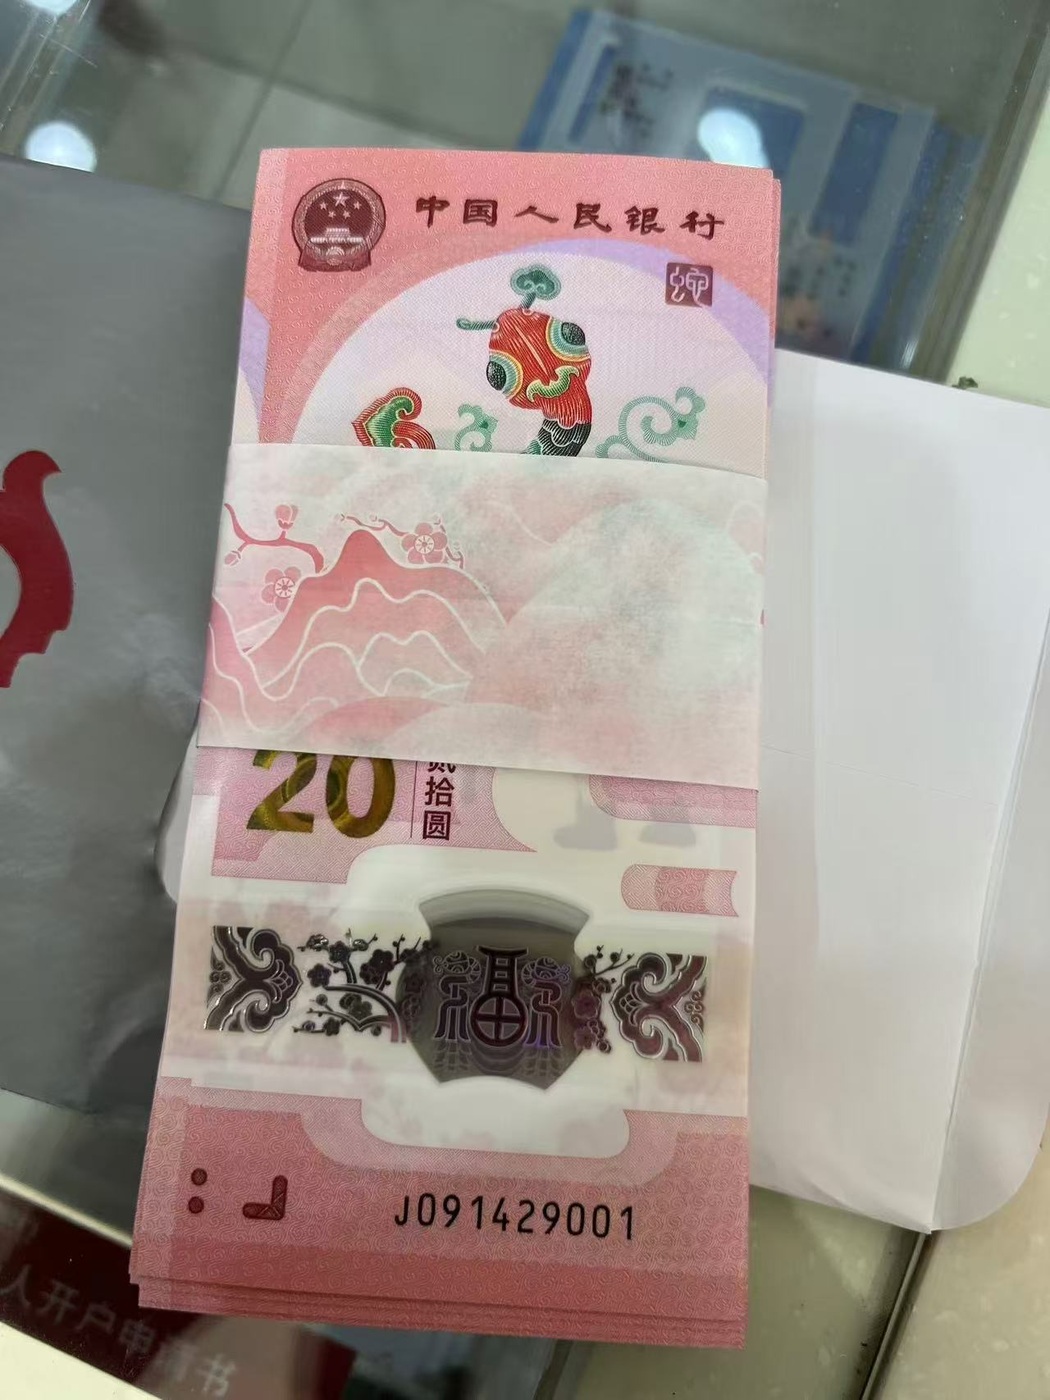 中国人民银行
蛇
20
贰拾圆
福
J091429001
人开户申请书